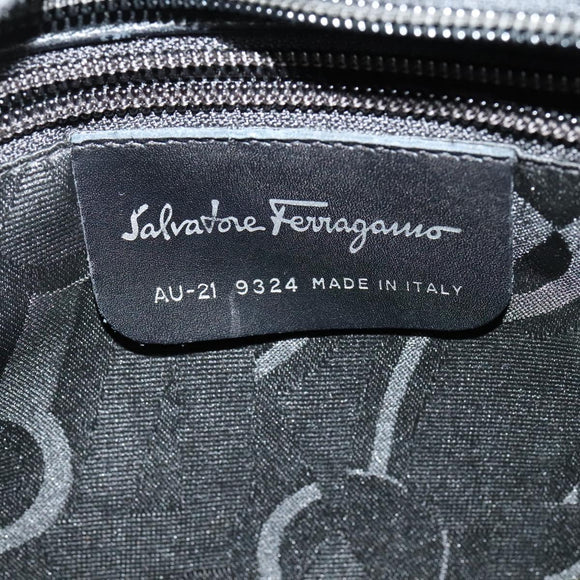 Salvatore Ferragamo
AU-21 9324 MADE IN ITALY